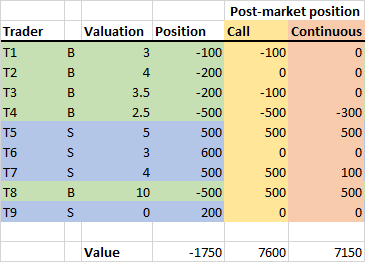 Post-market position
Trader Valuation Position Call Continuous
T1 B 3 -100 -100 0
T2 B 4 -200 0 0
T3 B 3.5 -200 -100 0
T4 B 2.5 -500 -500 -300
T5 S 5 500 500 500
T6 S 3 600 0 0
T7 S 4 500 500 100
T8 B 10 -500 500 500
T9 S 0 200 0 0
Value -1750 7600 7150